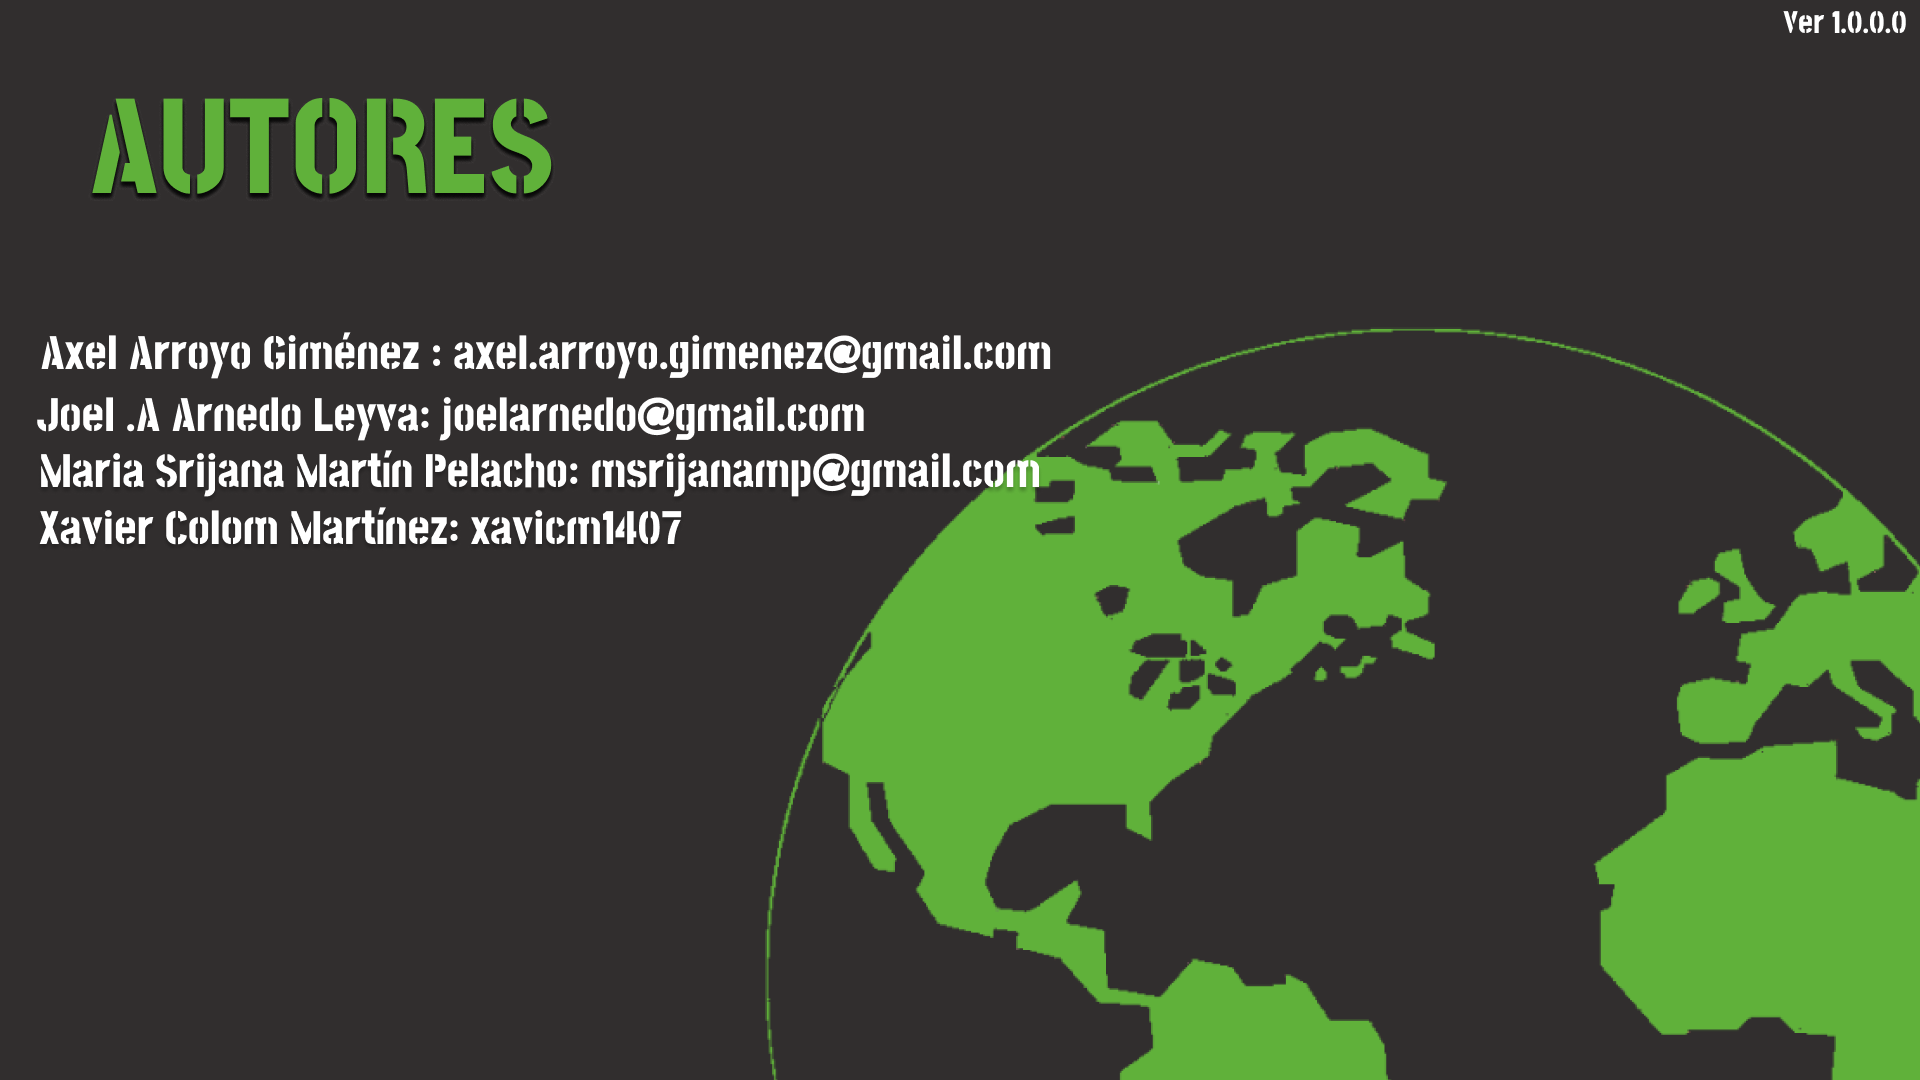 Ver 1.0.0.0
AUTORES
Axel Arroyo Giménez : axel.arroyo.gimenez@gmail.com
Joel .A Arnedo Leyva: joelarnedo@gmail.com
Maria Srijana Martín Pelacho: msrijanamp@gmail.com
Xavier Colom Martínez: xavicm1407